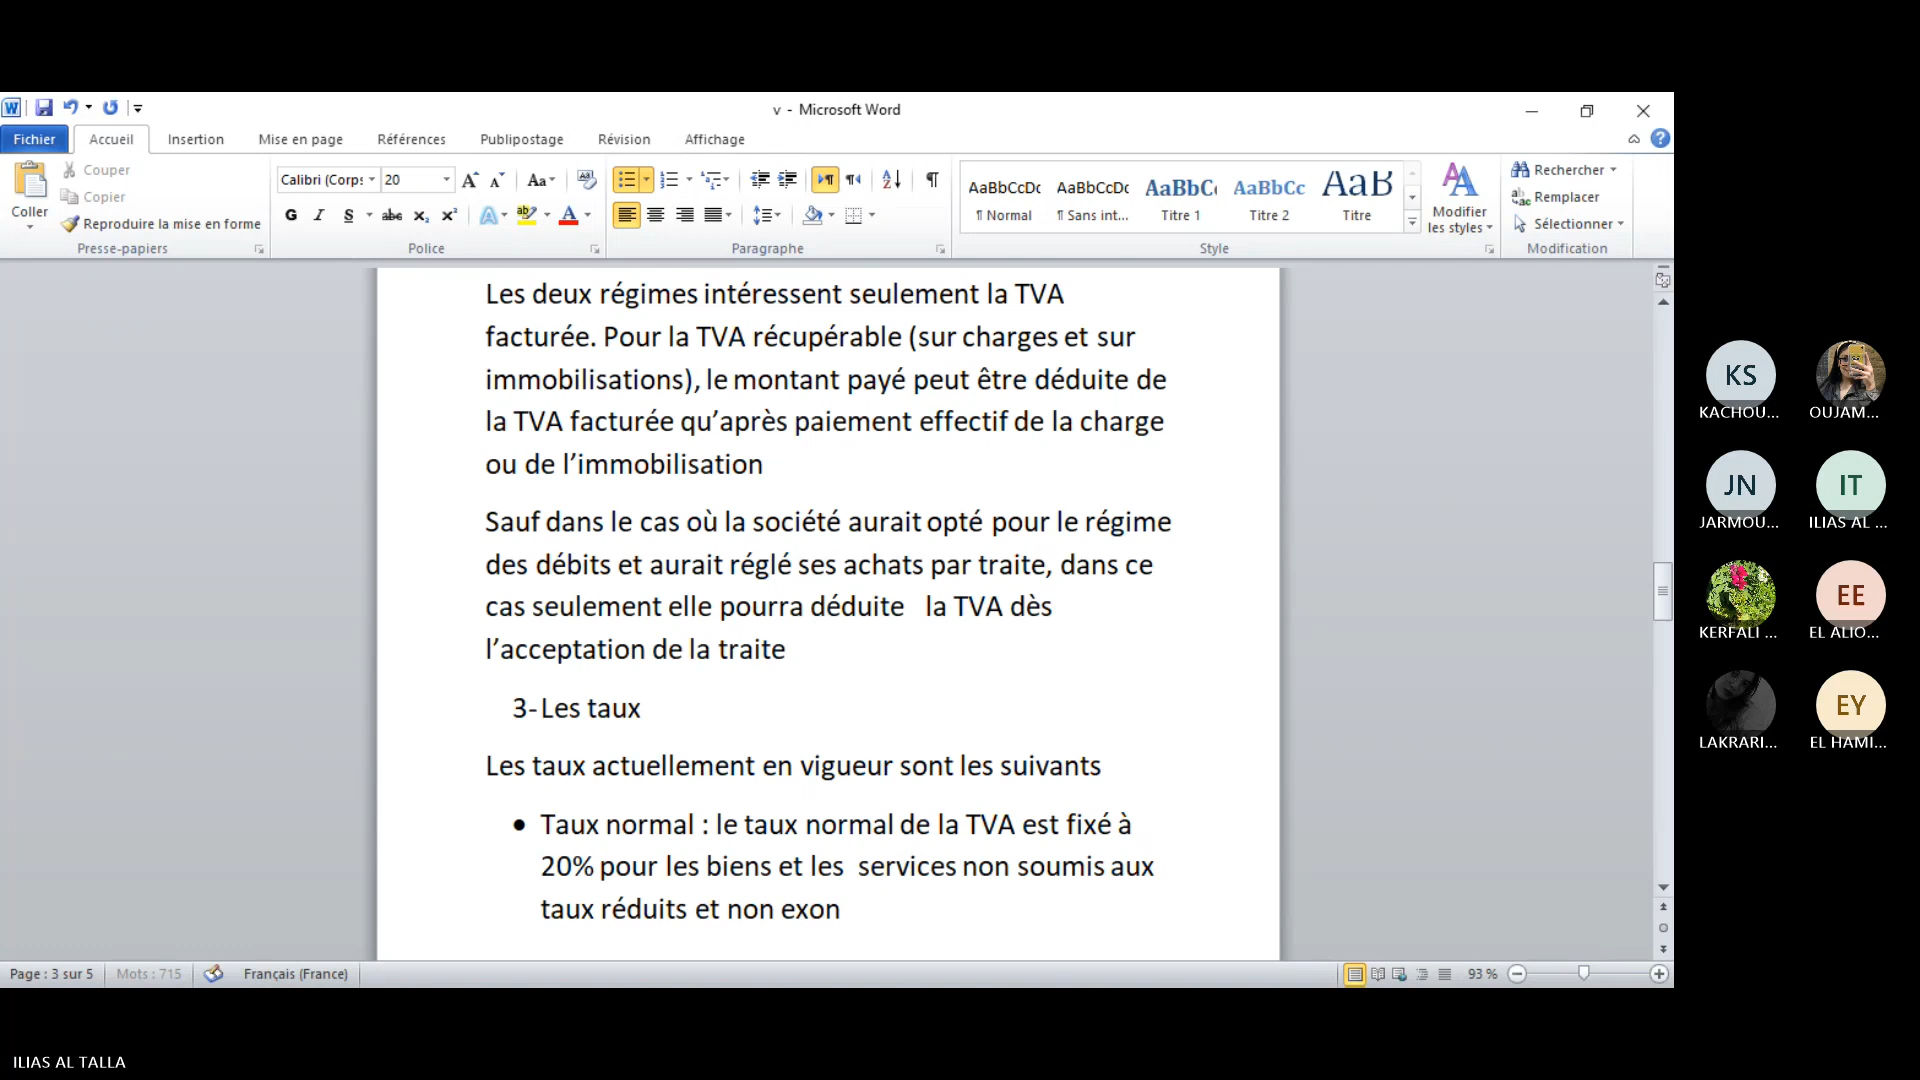 v - Microsoft Word
Fichier Accueil Insertion Mise en page Références Publipostage Révision Affichage
Coller
Couper
Copier
Reproduire la mise en forme
Presse-papiers
Calibri (Corps 20
G I S abc x₂ x²
Police
Paragraphe
AaBbCcDc AaBbCcDc AaBbC AaBbCc AaB
¶ Normal ¶ Sans int... Titre 1 Titre 2 Titre
Style
Modifier
les styles
Rechercher
Remplacer
Sélectionner
Modification
Les deux régimes intéressent seulement la TVA
facturée. Pour la TVA récupérable (sur charges et sur
immobilisations), le montant payé peut être déduite de
la TVA facturée qu’après paiement effectif de la charge
ou de l’immobilisation
Sauf dans le cas où la société aurait opté pour le régime
des débits et aurait réglé ses achats par traite, dans ce
cas seulement elle pourra déduite la TVA dès
l’acceptation de la traite
3- Les taux
Les taux actuellement en vigueur sont les suivants
• Taux normal : le taux normal de la TVA est fixé à
20% pour les biens et les services non soumis aux
taux réduits et non exon
Page : 3 sur 5 Mots : 715 Français (France) 93 %
KS
KACHOU...
OUJAM...
JN
JARMOU...
IT
ILIAS AL ...
KERFALI ...
EE
EL ALIO...
LAKRARI...
EY
EL HAMI...
ILIAS AL TALLA